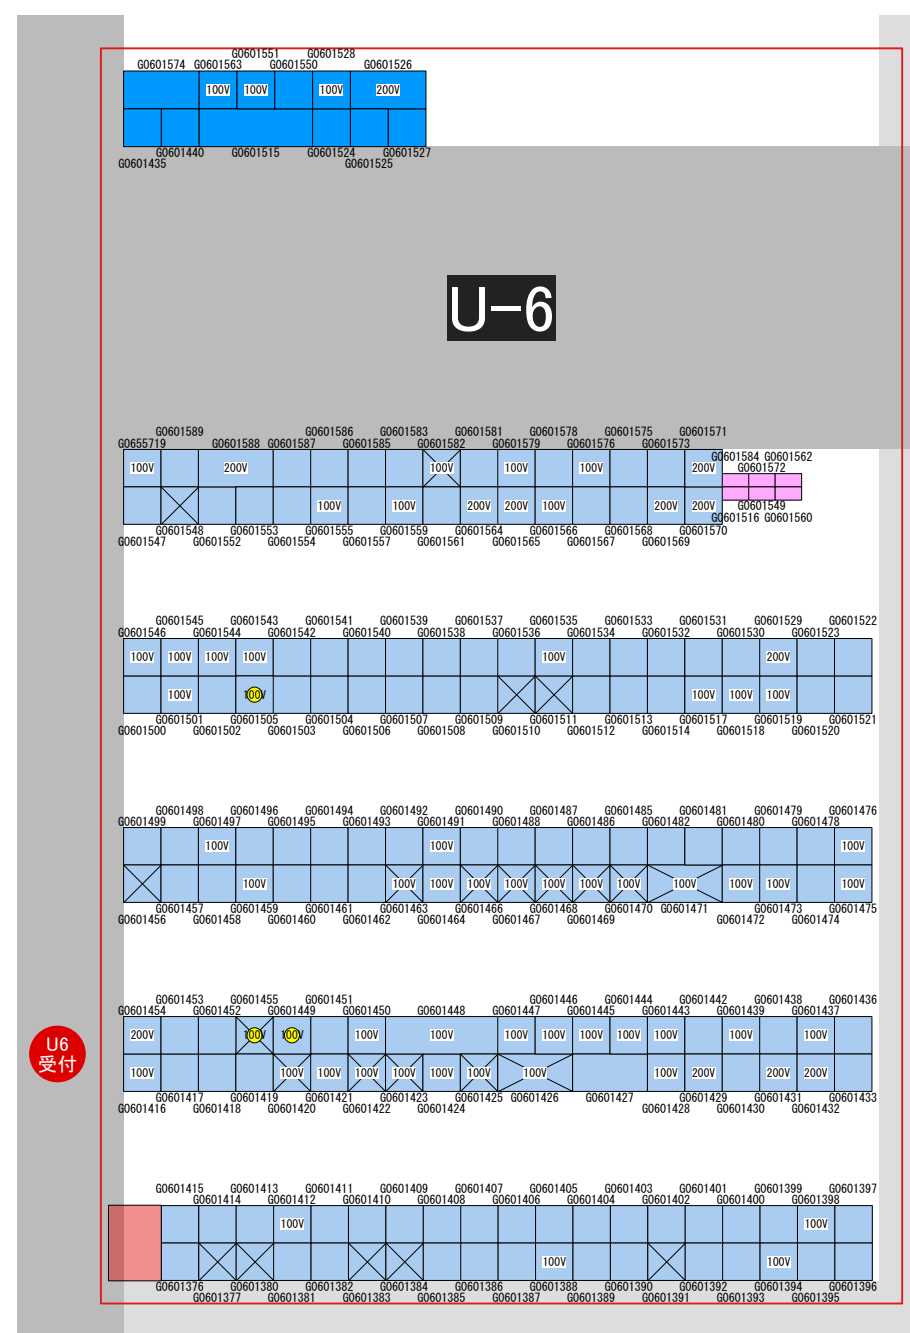 G0601551 G0601528
G0601574 G0601563 G0601550 G0601526
100V 100V 100V 200V
G0601440 G0601515 G0601524 G0601527
G0601435 G0601525
U-6
G0601589 G0601586 G0601583 G0601581 G0601578 G0601575 G0601571
G0655719 G0601588 G0601587 G0601585 G0601582 G0601579 G0601576 G0601573
G0601584 G0601562
100V 200V 100V 100V 100V 200V G0601572
100V 100V 200V 200V 100V 200V 200V G0601549
G0601516 G0601560
G0601548 G0601553 G0601555 G0601559 G0601564 G0601566 G0601568 G0601570
G0601547 G0601552 G0601554 G0601557 G0601561 G0601565 G0601567 G0601569
G0601545 G0601543 G0601541 G0601539 G0601537 G0601535 G0601533 G0601531 G0601529 G0601522
G0601546 G0601544 G0601542 G0601540 G0601538 G0601536 G0601534 G0601532 G0601530 G0601523
100V 100V 100V 100V 100V 200V
100V 100V 100V 100V 100V
G0601501 G0601505 G0601504 G0601507 G0601509 G0601511 G0601513 G0601517 G0601519 G0601521
G0601500 G0601502 G0601503 G0601506 G0601508 G0601510 G0601512 G0601514 G0601518 G0601520
G0601498 G0601496 G0601494 G0601492 G0601490 G0601487 G0601485 G0601481 G0601479 G0601476
G0601499 G0601497 G0601495 G0601493 G0601491 G0601488 G0601486 G0601482 G0601480 G0601478
100V 100V 100V
100V 100V 100V 100V 100V 100V 100V 100V 100V 100V 100V 100V
G0601457 G0601459 G0601461 G0601463 G0601466 G0601468 G0601470 G0601471 G0601473 G0601475
G0601456 G0601458 G0601460 G0601462 G0601464 G0601467 G0601469 G0601472 G0601474
G0601453 G0601455 G0601451 G0601446 G0601444 G0601442 G0601438 G0601436
G0601454 G0601452 G0601449 G0601450 G0601448 G0601447 G0601445 G0601443 G0601439 G0601437
200V 100V 100V 100V 100V 100V 100V 100V 100V 100V 100V 100V
U6
受付
100V 100V 100V 100V 100V 100V 100V 100V 100V 200V 200V 200V
G0601417 G0601419 G0601421 G0601423 G0601425 G0601426 G0601427 G0601429 G0601431 G0601433
G0601416 G0601418 G0601420 G0601422 G0601424 G0601428 G0601430 G0601432
G0601415 G0601413 G0601411 G0601409 G0601407 G0601405 G0601403 G0601401 G0601399 G0601397
G0601414 G0601412 G0601410 G0601408 G0601406 G0601404 G0601402 G0601400 G0601398
100V 100V
100V 100V
G0601376 G0601380 G0601382 G0601384 G0601386 G0601388 G0601390 G0601392 G0601394 G0601396
G0601377 G0601381 G0601383 G0601385 G0601387 G0601389 G0601391 G0601393 G0601395